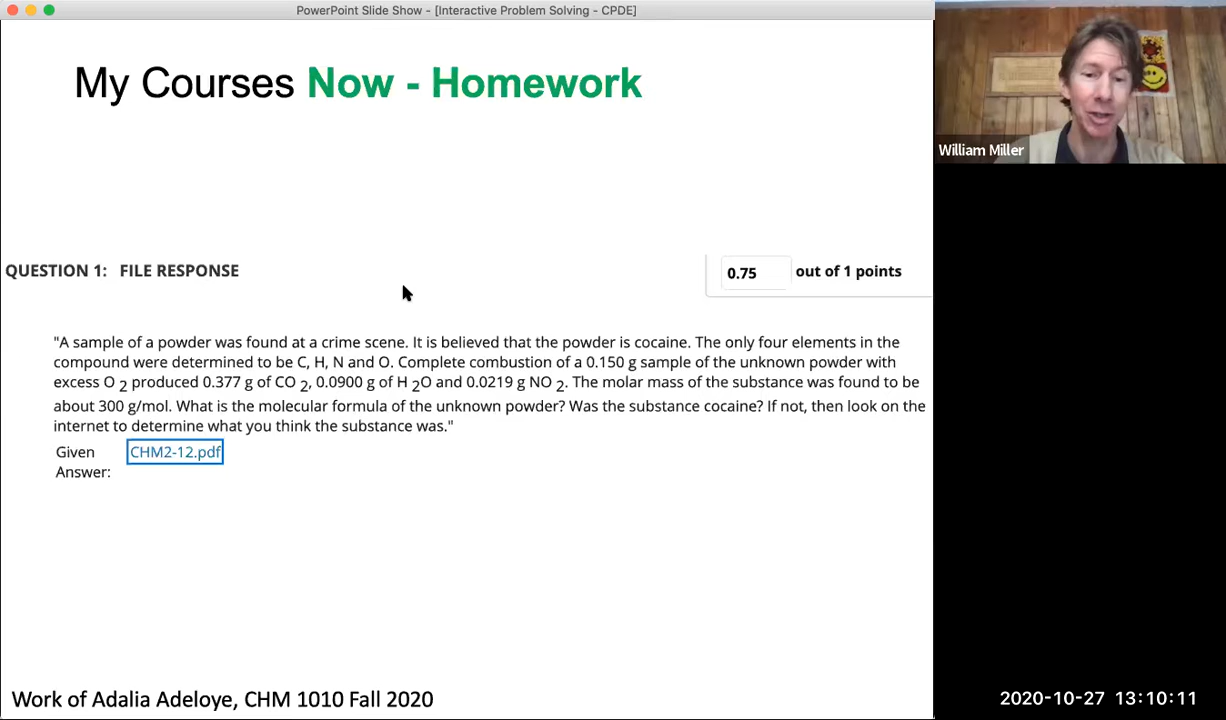 PowerPoint Slide Show - [Interactive Problem Solving - CPDE]
My Courses Now - Homework
William Miller
QUESTION 1: FILE RESPONSE
0.75 out of 1 points
"A sample of a powder was found at a crime scene. It is believed that the powder is cocaine. The only four elements in the
compound were determined to be C, H, N and O. Complete combustion of a 0.150 g sample of the unknown powder with
excess O 2 produced 0.377 g of CO 2, 0.0900 g of H 2O and 0.0219 g NO 2. The molar mass of the substance was found to be
about 300 g/mol. What is the molecular formula of the unknown powder? Was the substance cocaine? If not, then look on the
internet to determine what you think the substance was."
Given CHM2-12.pdf
Answer:
Work of Adalia Adeloye, CHM 1010 Fall 2020
2020-10-27 13:10:11